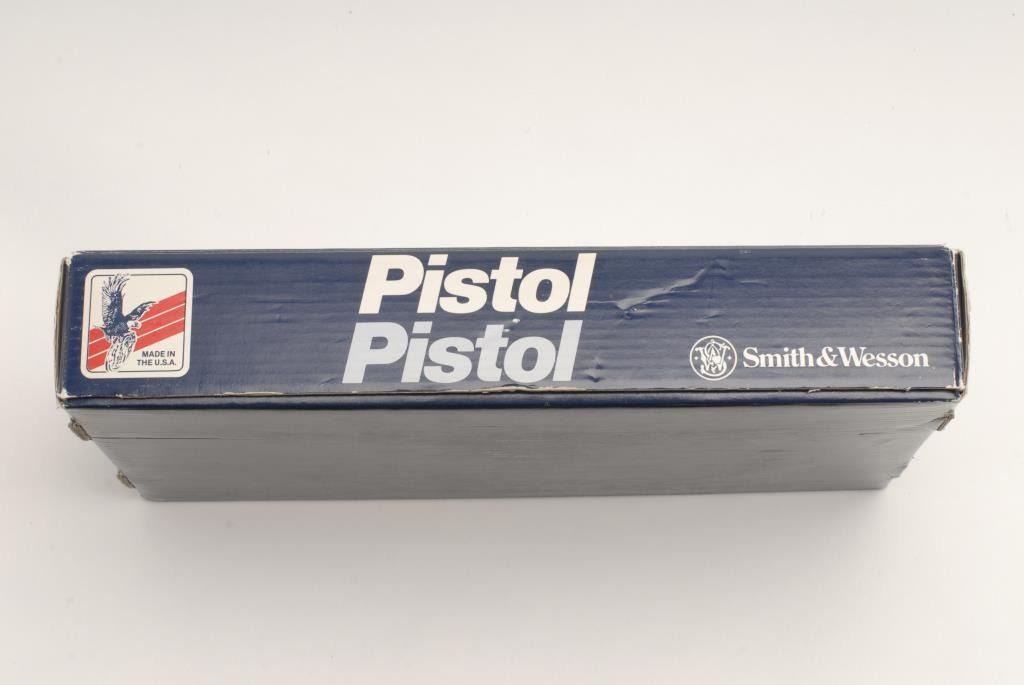 MADE IN
THE U.S.A.
Pistol
Pistol
Smith & Wesson